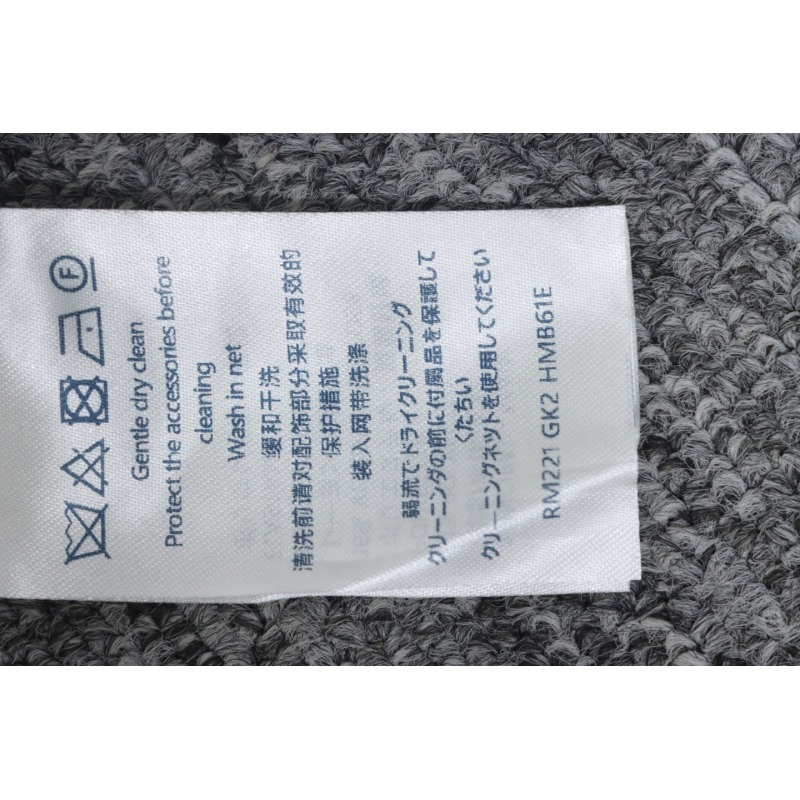 F
Gentle dry clean
Protect the accessories before
cleaning
Wash in net
缓和干洗
清洗前请对配饰部分采取有效的
保护措施
装入网带洗涤
弱流でドライクリーニング
クリーニングの前に付属品を保護して
くたちい
クリーニングネットを使用してください
RM221 GK2 HMB61E